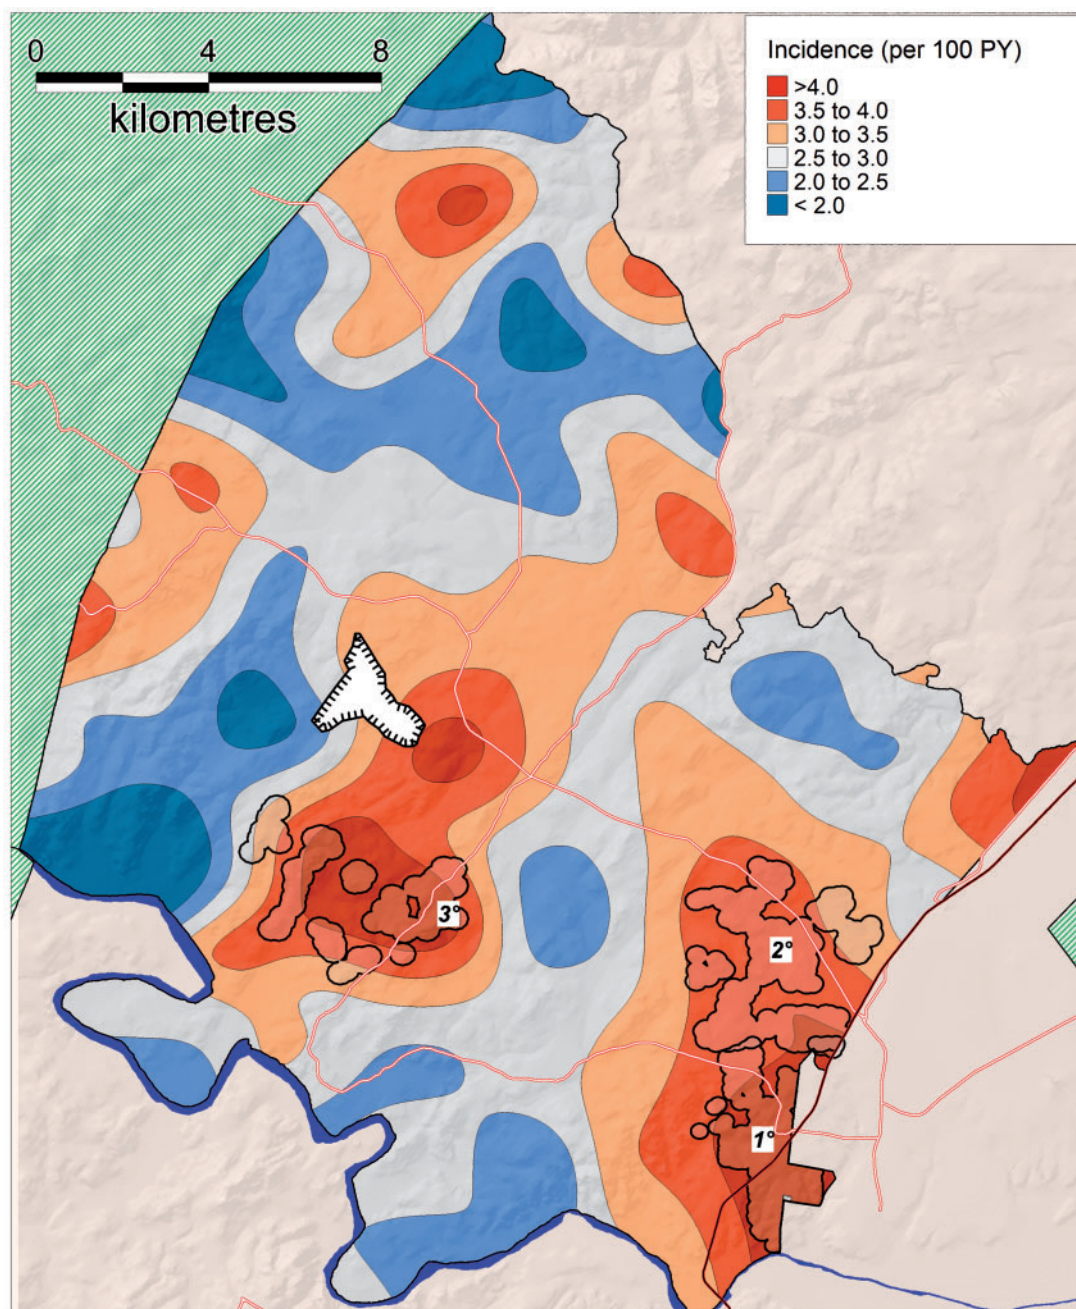 0 4 8
kilometres
Incidence (per 100 PY)
>4.0
3.5 to 4.0
3.0 to 3.5
2.5 to 3.0
2.0 to 2.5
< 2.0
3°
2°
1°